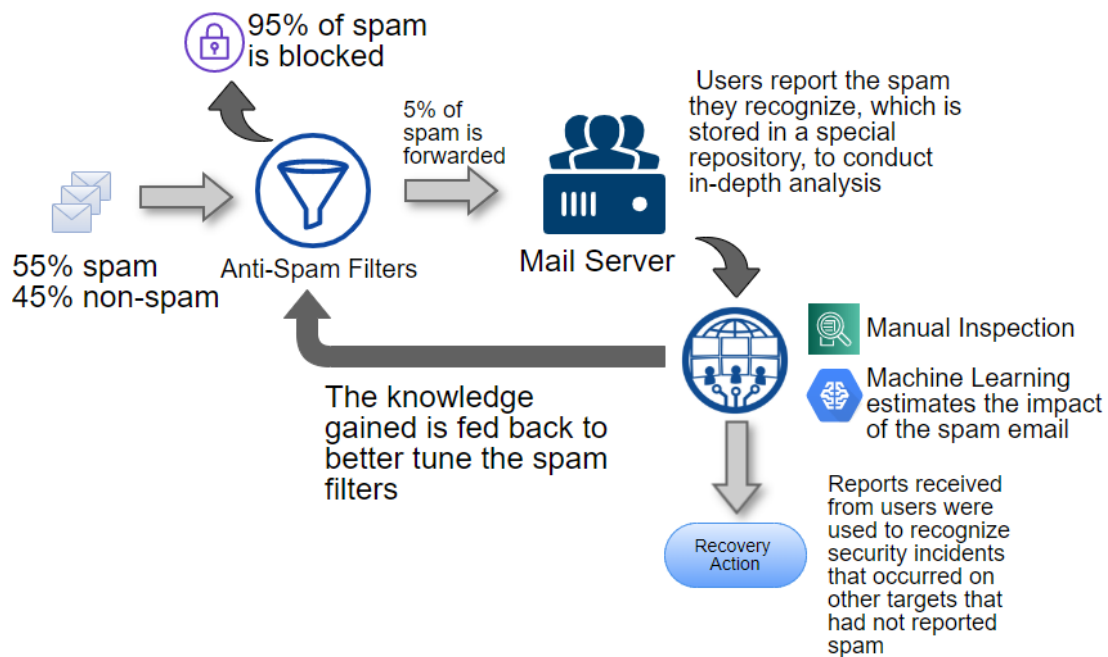 95% of spam
is blocked
5% of
spam is
forwarded
Users report the spam
they recognize, which is
stored in a special
repository, to conduct
in-depth analysis
55% spam
45% non-spam
Anti-Spam Filters
Mail Server
Manual Inspection
Machine Learning
estimates the impact
of the spam email
The knowledge
gained is fed back to
better tune the spam
filters
Recovery
Action
Reports received
from users were
used to recognize
security incidents
that occurred on
other targets that
had not reported
spam